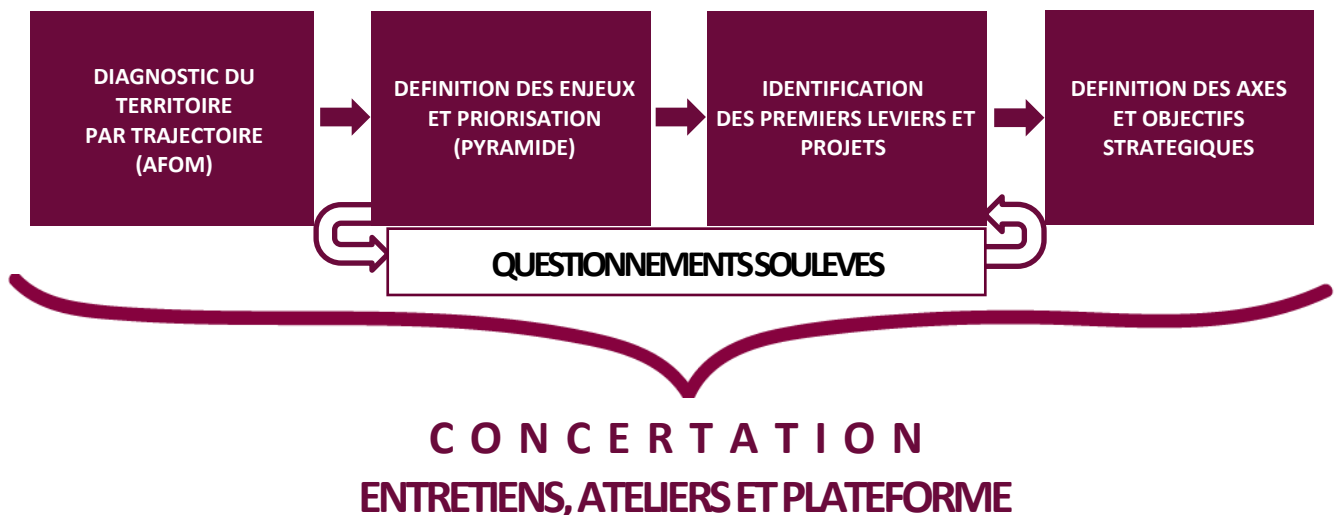 DIAGNOSTIC DU
TERRITOIRE
PAR TRAJECTOIRE
(AFOM)
DEFINITION DES ENJEUX
ET PRIORISATION
(PYRAMIDE)
IDENTIFICATION
DES PREMIERS LEVIERS ET
PROJETS
DEFINITION DES AXES
ET OBJECTIFS
STRATEGIQUES
QUESTIONNEMENTS SOULEVES
CONCERTATION
ENTRETIENS, ATELIERS ET PLATEFORME